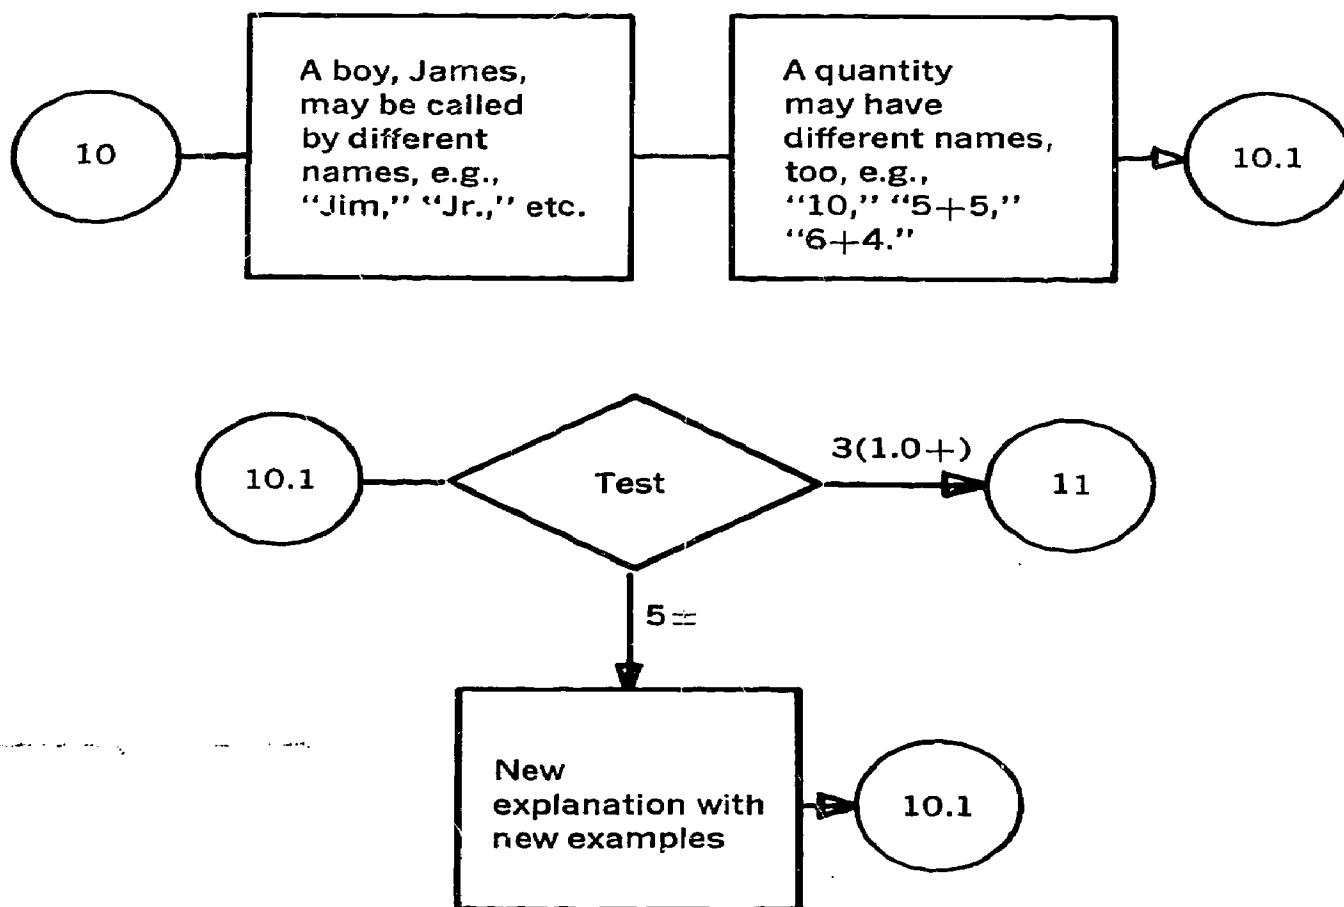 10
A boy, James,
may be called
by different
names, e.g.,
“Jim,” “Jr.,” etc.
A quantity
may have
different names,
too, e.g.,
“10,” “5+5,”
“6+4.”
10.1
10.1
Test
3(1.0+)
11
5=
New
explanation with
new examples
10.1